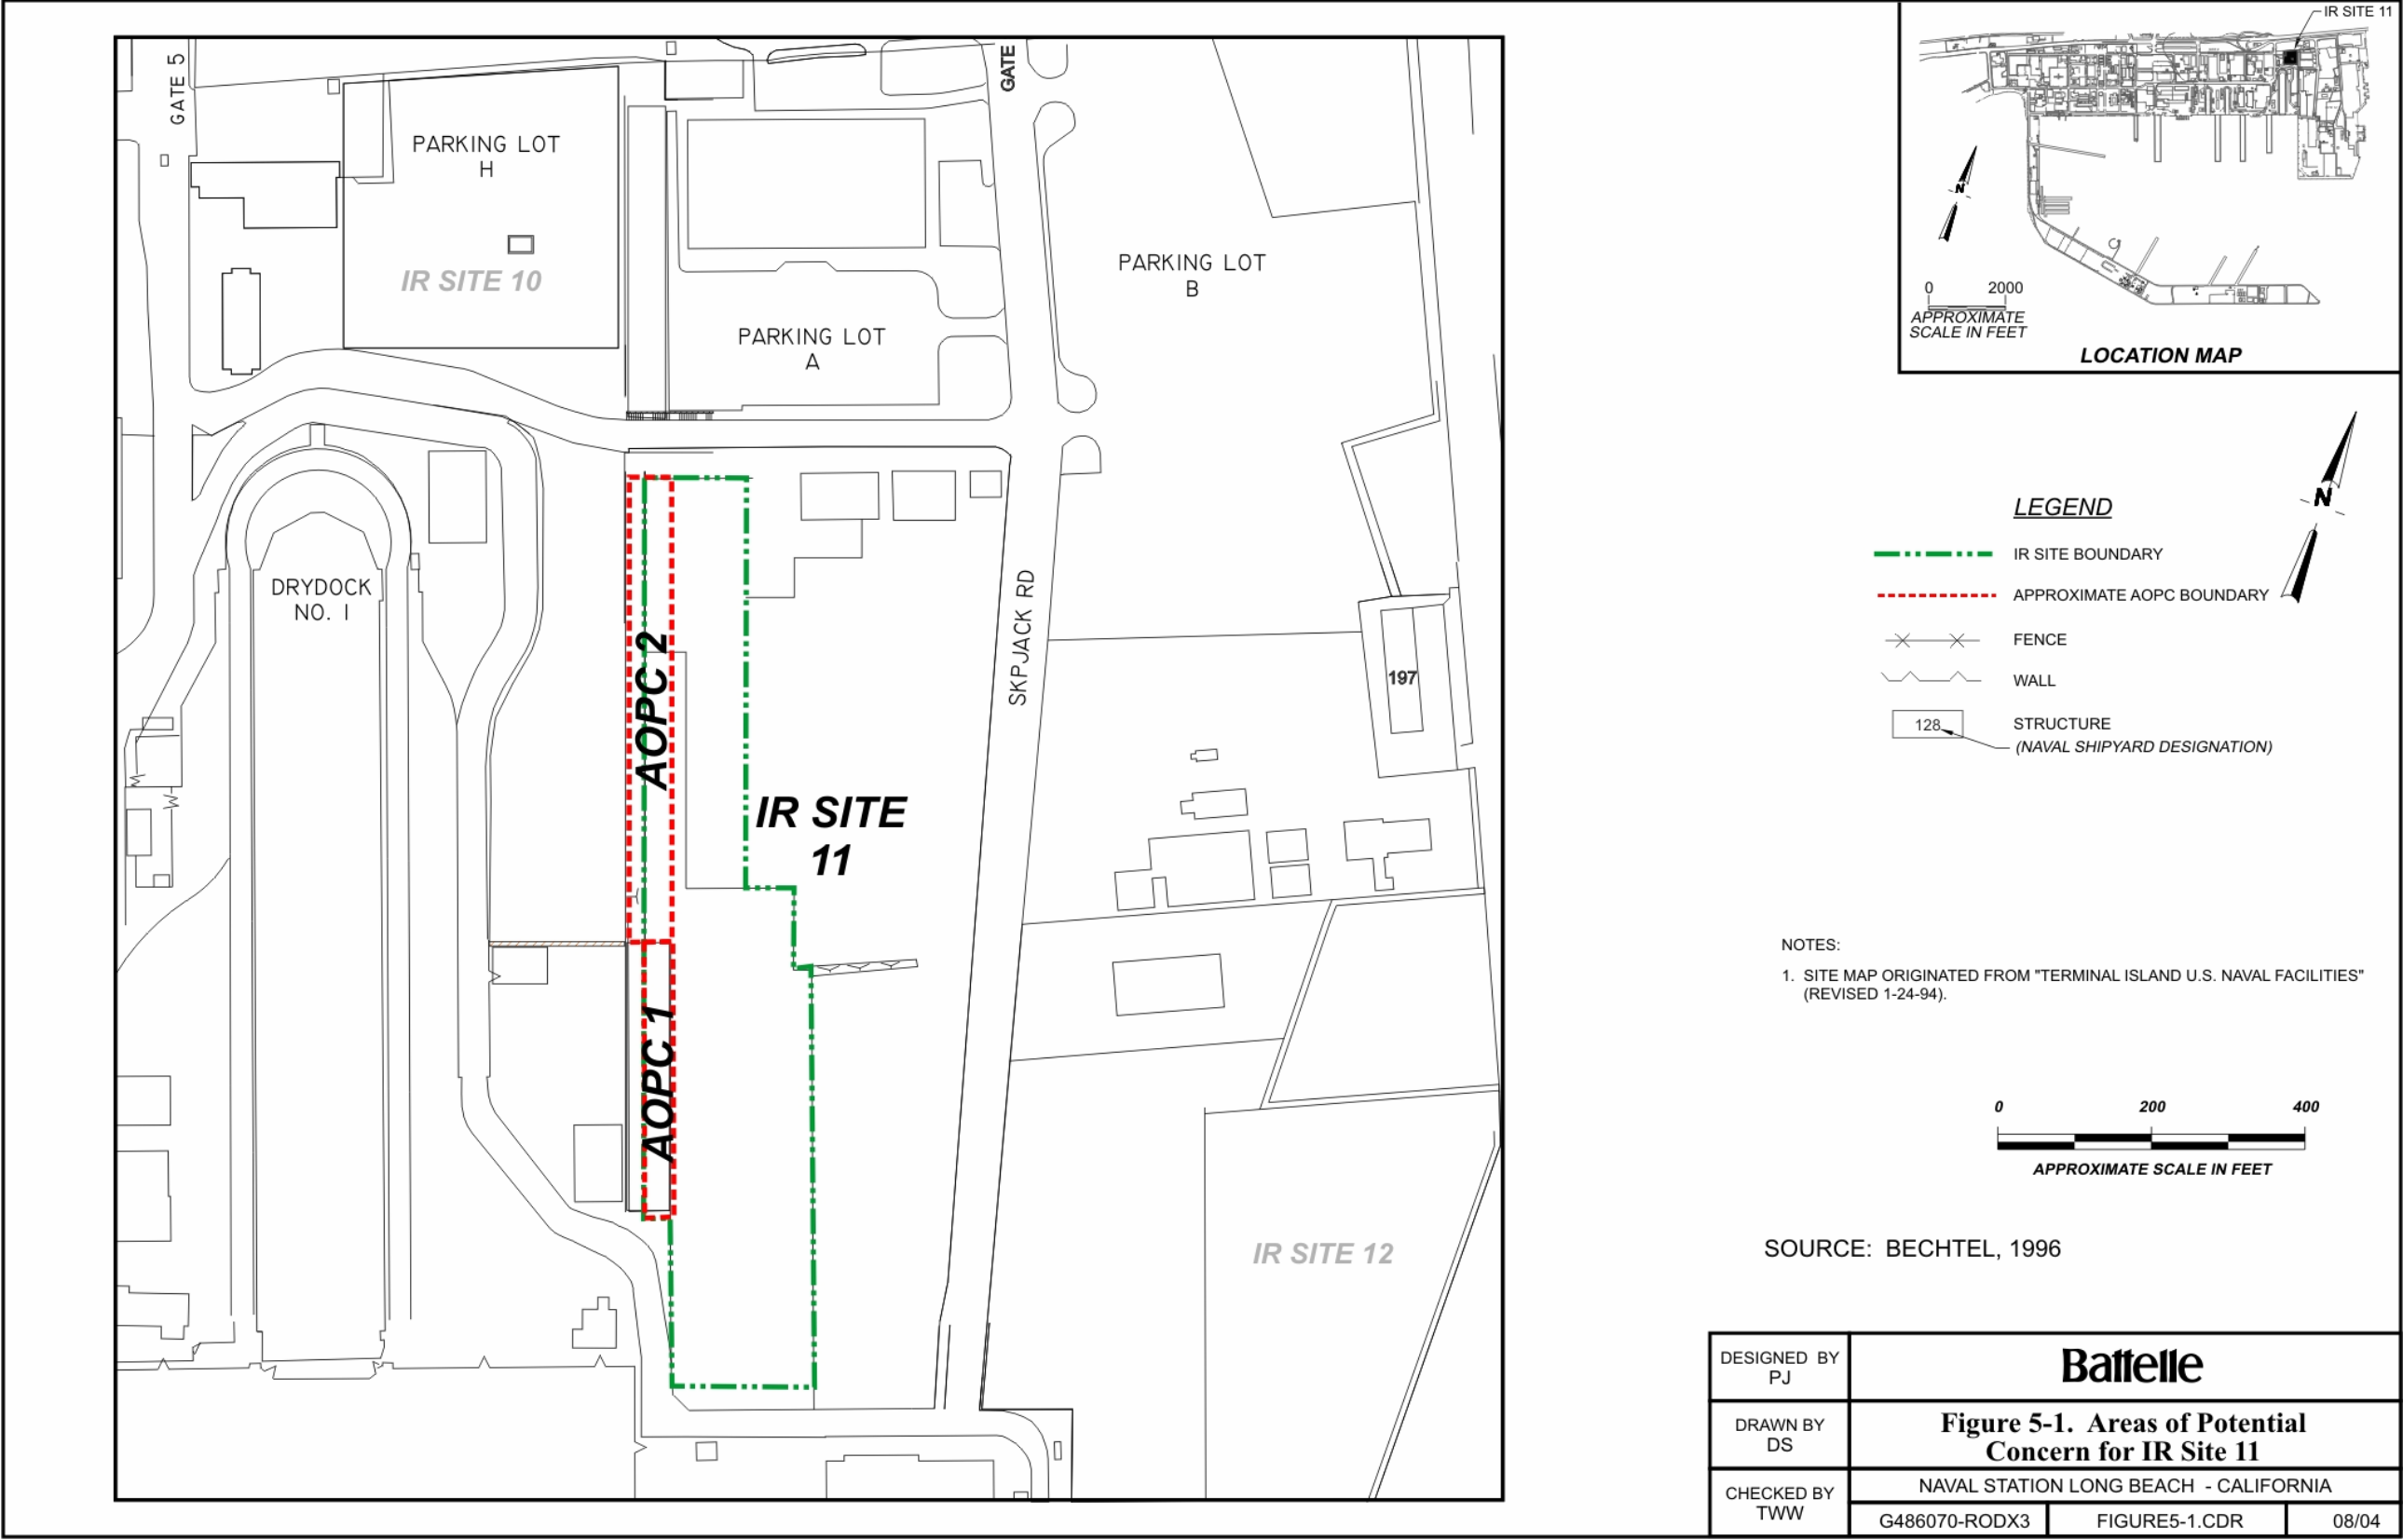 GATE 5
GATE
PARKING LOT
H
IR SITE 10
PARKING LOT
A
PARKING LOT
B
DRYDOCK
NO. I
AOPC 2
SKPJACK RD
197
IR SITE
11
AOPC 1
IR SITE 12
IR SITE 11
N
0 2000
APPROXIMATE
SCALE IN FEET
LOCATION MAP
N
LEGEND
IR SITE BOUNDARY
APPROXIMATE AOPC BOUNDARY
FENCE
WALL
128
STRUCTURE
(NAVAL SHIPYARD DESIGNATION)
NOTES:
1. SITE MAP ORIGINATED FROM "TERMINAL ISLAND U.S. NAVAL FACILITIES"
(REVISED 1-24-94).
0 200 400
APPROXIMATE SCALE IN FEET
SOURCE: BECHTEL, 1996
DESIGNED BY
PJ
Battelle
DRAWN BY
DS
Figure 5-1. Areas of Potential
Concern for IR Site 11
CHECKED BY
TWW
NAVAL STATION LONG BEACH - CALIFORNIA
G486070-RODX3
FIGURE5-1.CDR
08/04